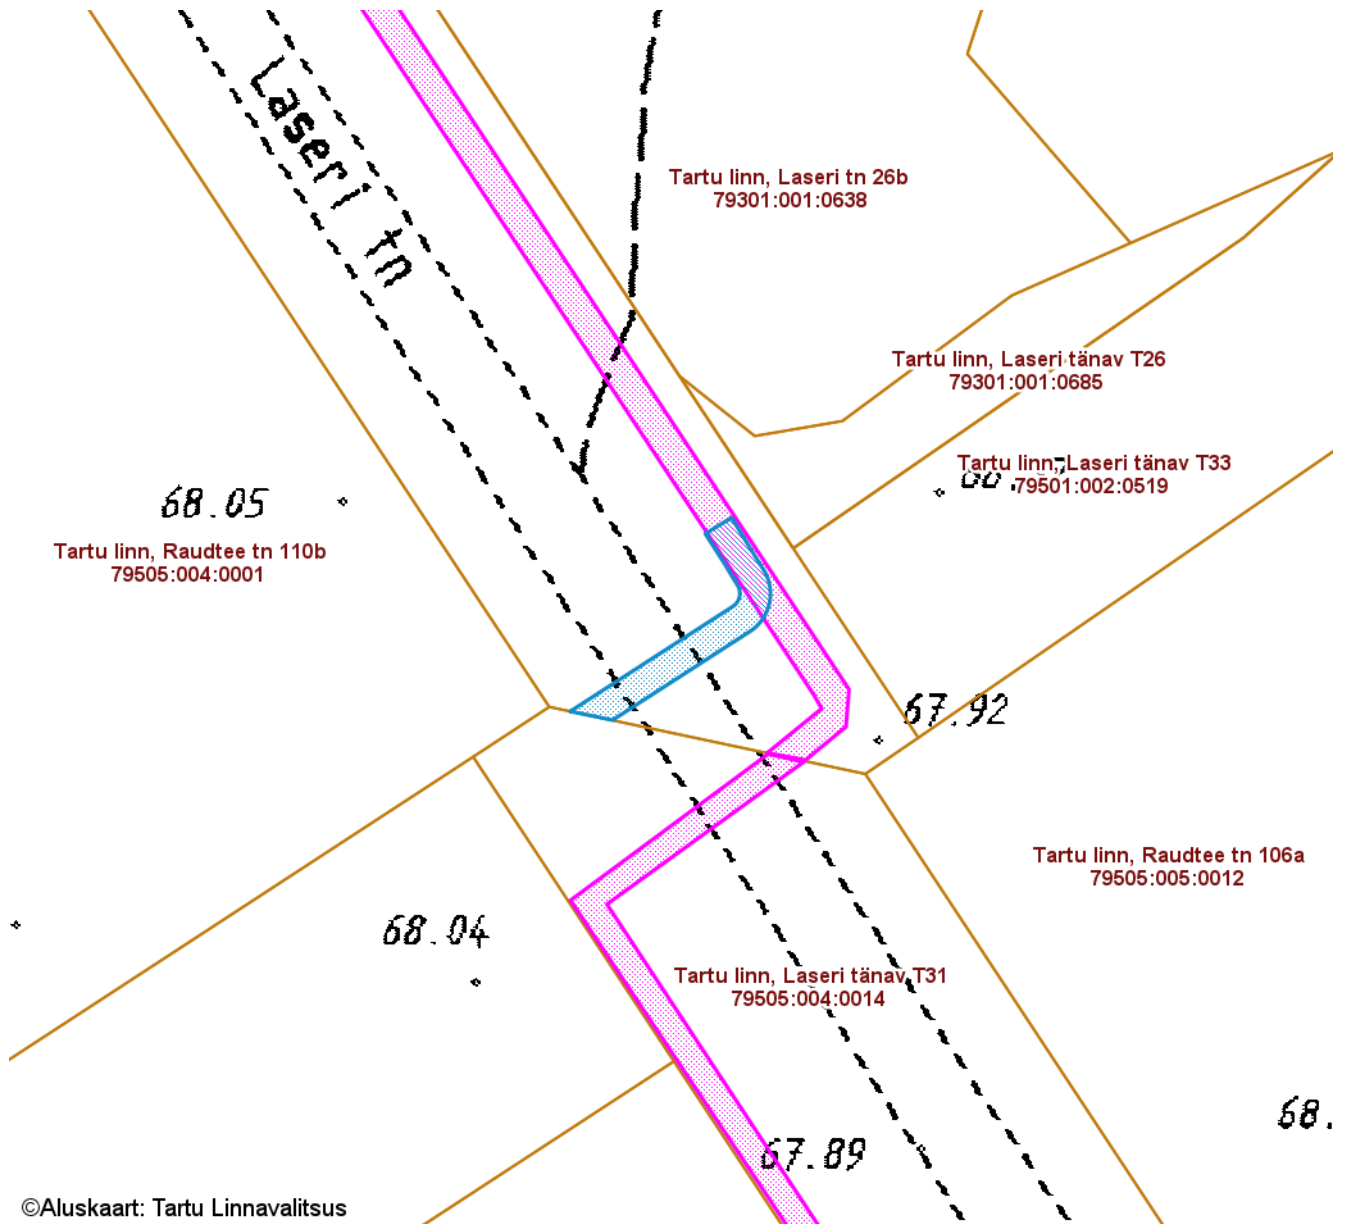 Laseri tn
Tartu linn, Laseri tn 26b
79301:001:0638
Tartu linn, Laseri tänav T26
79301:001:0685
Tartu linn, Laseri tänav T33
79501:002:0519
68.05
Tartu linn, Raudtee tn 110b
79505:004:0001
67.92
Tartu linn, Raudtee tn 106a
79505:005:0012
68.04
Tartu linn, Laseri tänav T31
79505:004:0014
68.
67.89
©Aluskaart: Tartu Linnavalitsus